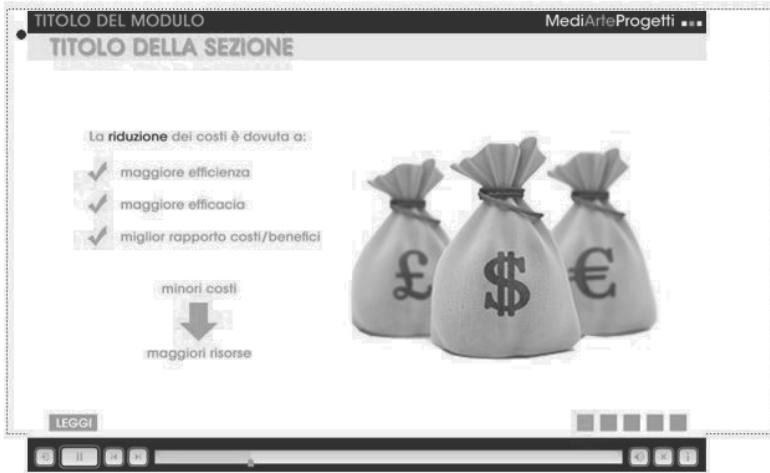 TITOLO DEL MODULO
MediArteProgetti
TITOLO DELLA SEZIONE
La riduzione dei costi è dovuta a:
maggiore efficienza
maggiore efficacia
miglior rapporto costi/benefici
£ $ €
minori costi
maggiori risorse
LEGGI